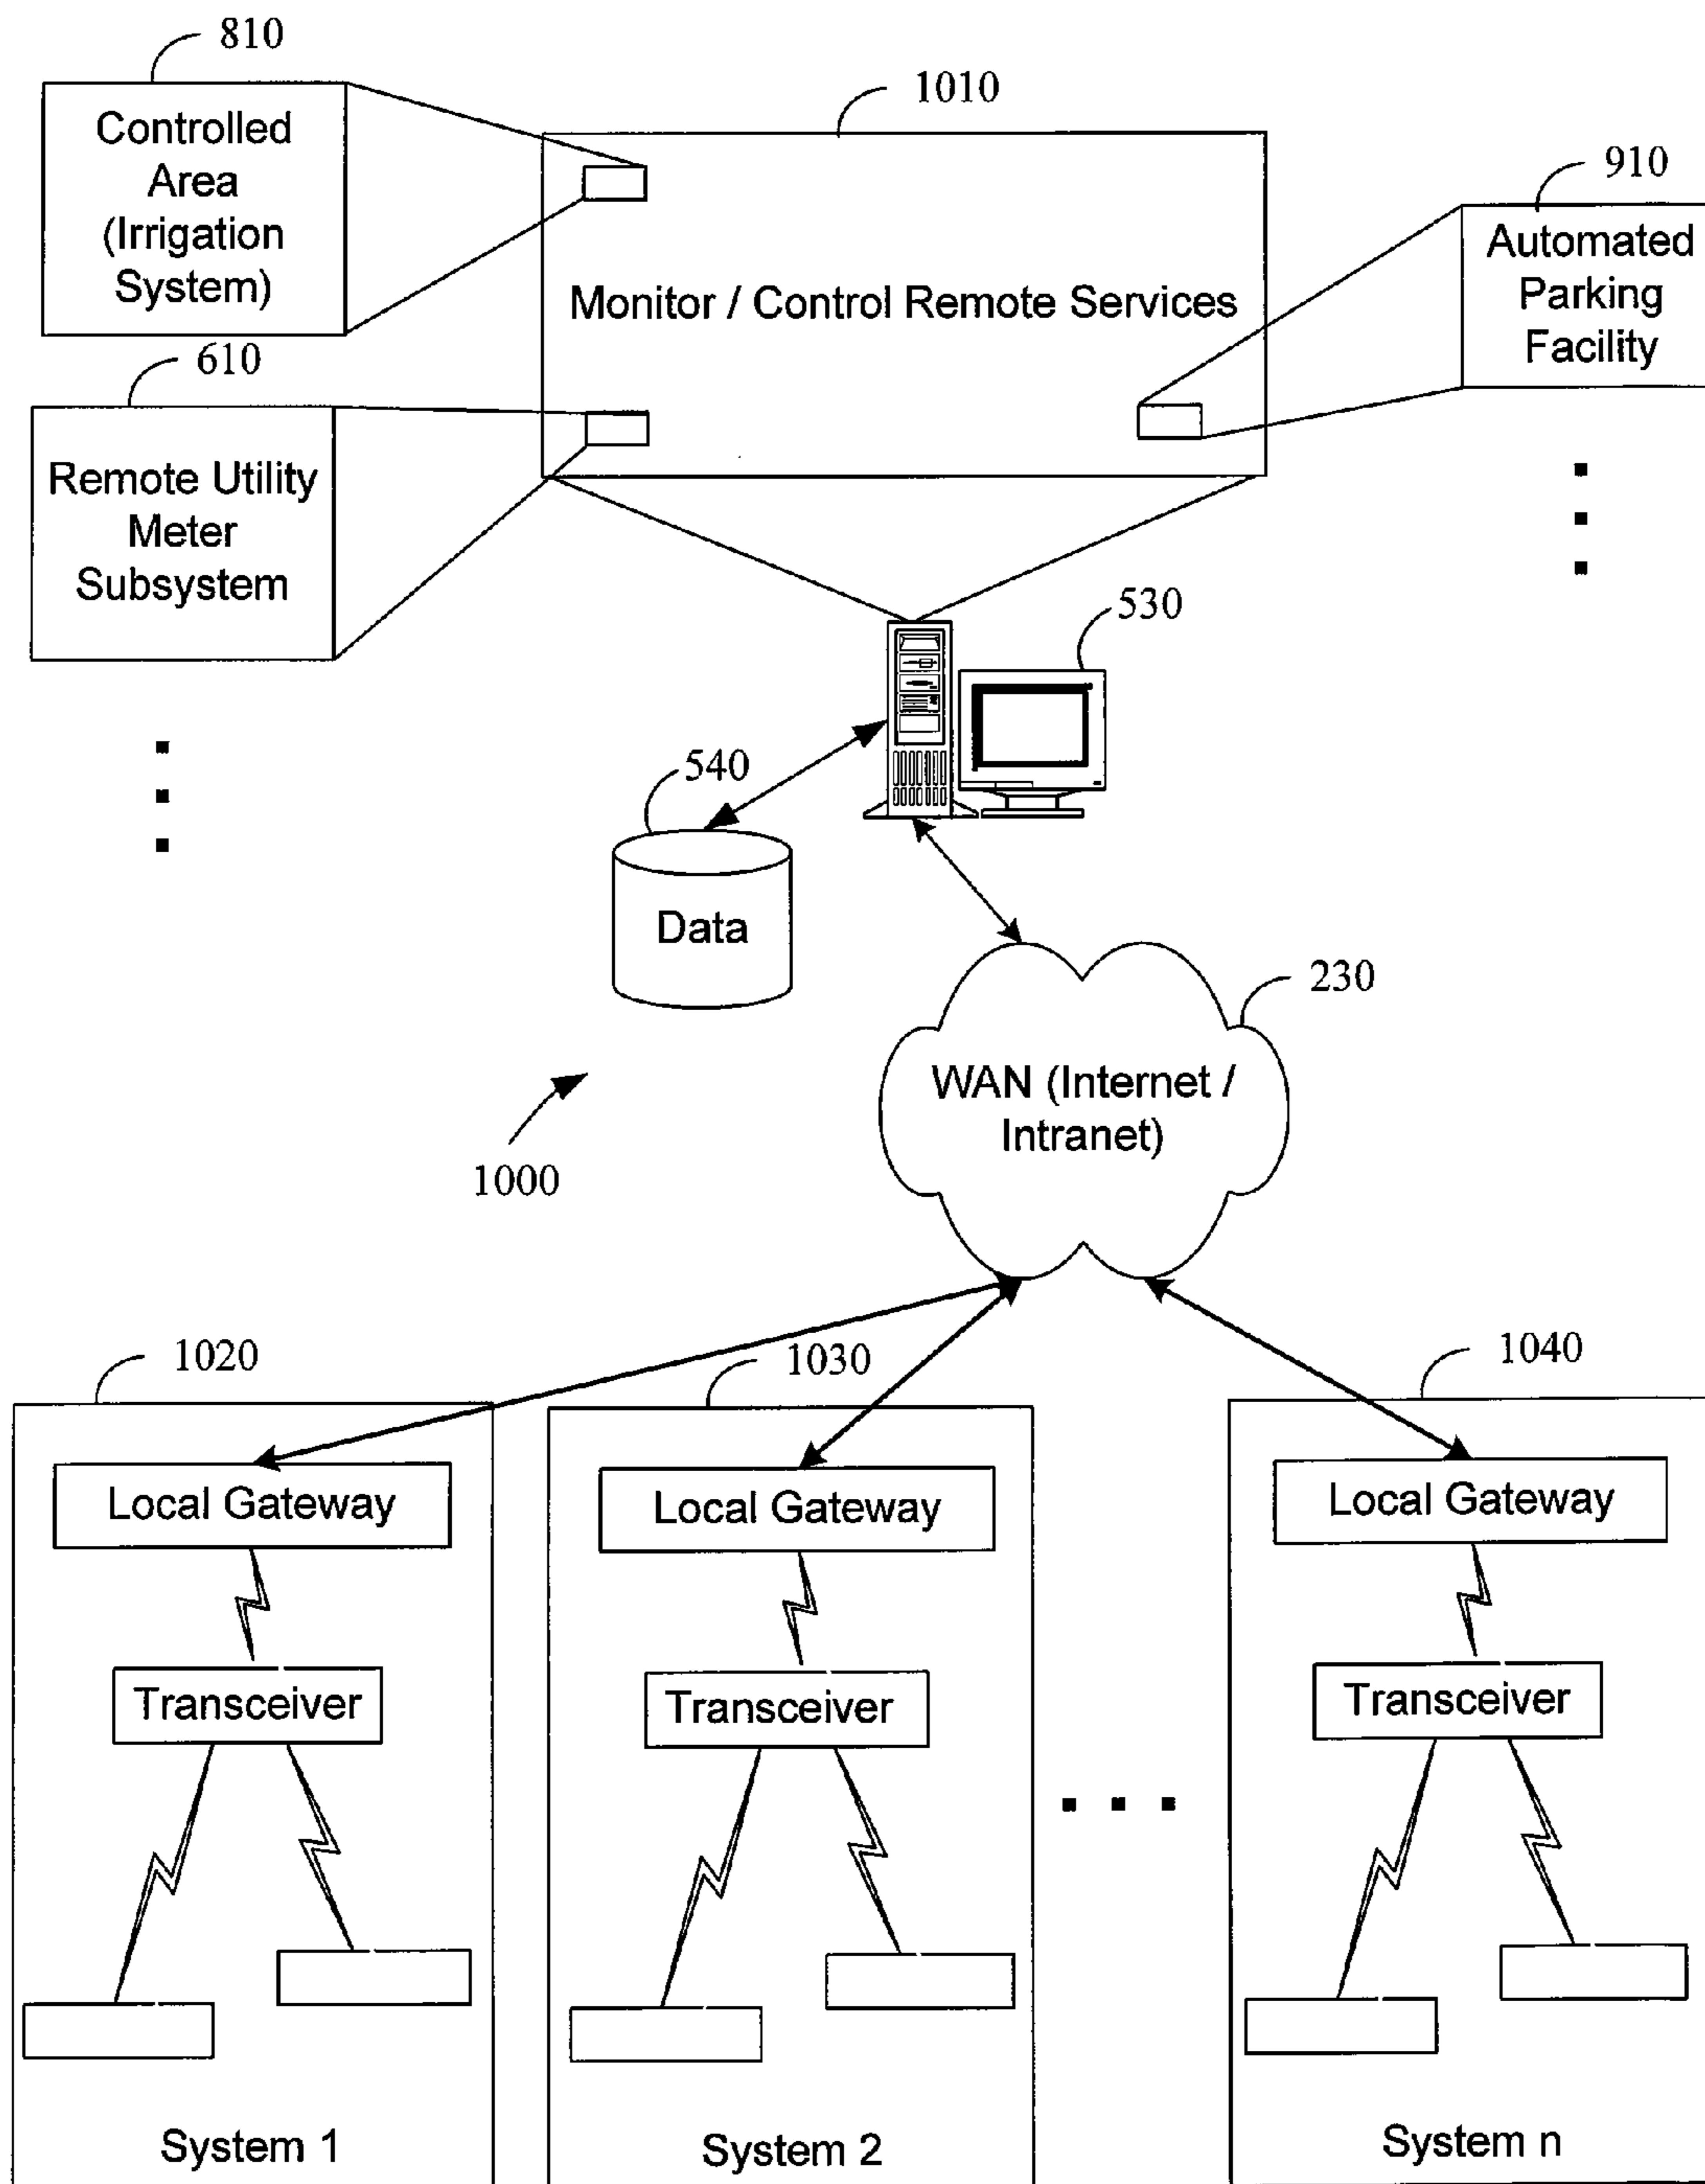 810
Controlled
Area
(Irrigation
System)
1010
Monitor / Control Remote Services
910
Automated
Parking
Facility
610
Remote Utility
Meter
Subsystem
530
540
Data
230
WAN (Internet /
Intranet)
1000
1020
Local Gateway
Transceiver
System 1
1030
Local Gateway
Transceiver
System 2
1040
Local Gateway
Transceiver
System n